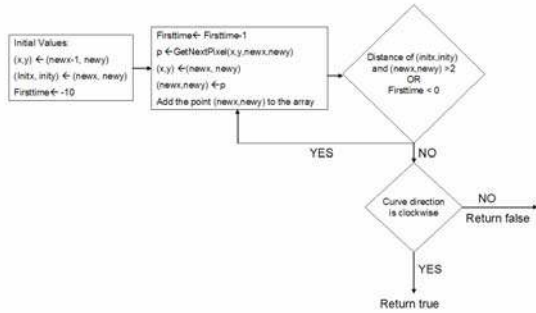 Initial Values:
(x,y) ← (newx-1, newy)
(Initx, inity) ← (newx, newy)
Firsttime← -10
Firsttime← Firsttime-1
p ←GetNextPixel(x,y,newx,newy)
(x,y) ←(newx, newy)
(newx,newy) ←p
Add the point (newx,newy) to the array
Distance of (initx,inity)
and (newx,newy) >2
OR
Firsttime < 0
YES
NO
Curve direction
is clockwise
NO
Return false
YES
Return true